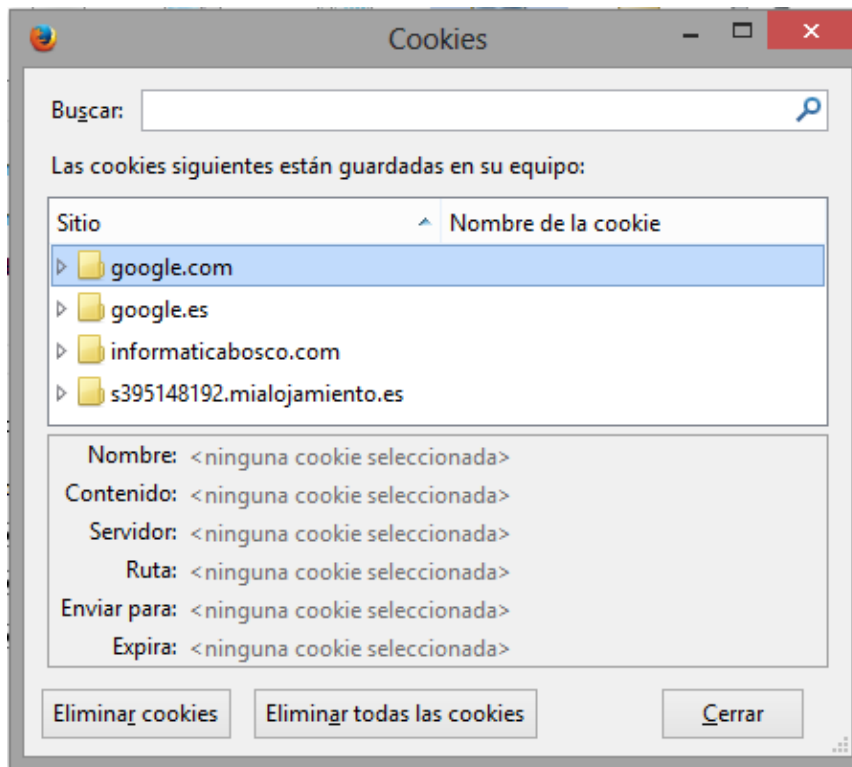 Cookies
Buscar:
Las cookies siguientes están guardadas en su equipo:
Sitio Nombre de la cookie
google.com
google.es
informaticabosco.com
s395148192.mialojamiento.es
Nombre: <ninguna cookie seleccionada>
Contenido: <ninguna cookie seleccionada>
Servidor: <ninguna cookie seleccionada>
Ruta: <ninguna cookie seleccionada>
Enviar para: <ninguna cookie seleccionada>
Expira: <ninguna cookie seleccionada>
Eliminar cookies Eliminar todas las cookies Cerrar